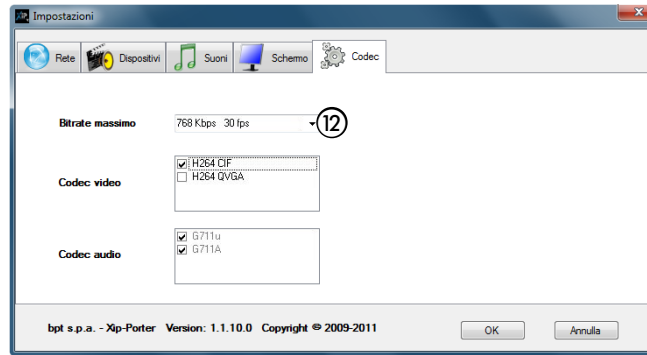 XiP Impostazioni
Rete Dispositivi Suoni Schermo Codec
Bitrate massimo 768 Kbps 30 fps 12
H264 CIF
H264 QVGA
Codec video
G711u
G711A
Codec audio
bpt s.p.a. - Xip-Porter Version: 1.1.10.0 Copyright © 2009-2011 OK Annulla